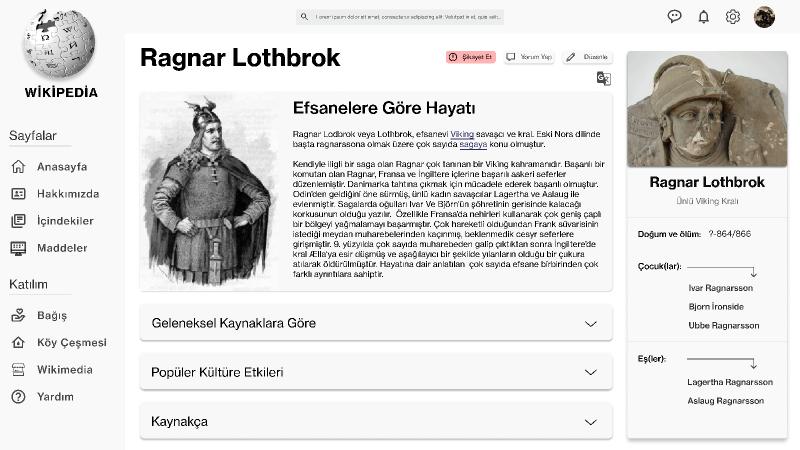 Lorem ipsum dolor sit amet, consectetur adipiscing elit. Volutpat in et, quis velit...
WİKİPEDİA
Sayfalar
Anasayfa
Hakkımızda
İçindekiler
Maddeler
Katılım
Bağış
Köy Çeşmesi
Wikimedia
Yardım
Ragnar Lothbrok
Şikayet Et
Yorum Yap
Düzenle
Efsanelere Göre Hayatı
Ragnar Lodbrok veya Lothbrok, efsanevi Viking savaşçı ve kral. Eski Nors dilinde
başta ragnarasona olmak üzere çok sayıda sagaya konu olmuştur.
Kendiyle iligli bir saga olan Ragnar çok tanınan bir Viking kahramanıdır. Başarılı bir
komutan olan Ragnar, Fransa ve İngiltere içlerine başarılı askeri seferler
düzenlemiştir. Danimarka tahtına çıkmak için mücadele ederek başarılı olmuştur.
Odin'den geldiğini öne sürmüş, ünlü kadın savaşçılar Lagertha ve Aslaug ile
evlenmiştir. Sagalarda oğulları Ivar Ve Björn'ün şöhretinin gerisinde kalacağı
korkusunun olduğu yazılır. Özellikle Fransa'da nehirleri kullanarak çok geniş çaplı
bir bölgeyi yağmalamayı başarmıştır. Çok hareketli olduğundan Frank süvarisinin
istediği meydan muharebelerinden kaçınmış, beklenmedik cesyr seferlere
girişmiştir. 9. yüzyılda çok sayıda muharebeden galip çıktıktan sonra İngiltere'de
kral Ælla'ya esir düşmüş ve aşağılayıcı bir şekilde yılanların olduğu bir çukura
atılarak öldürülmüştür. Hayatına dair anlatılan çok sayıda efsane birbirinden çok
farklı ayrıntılara sahiptir.
Geleneksel Kaynaklara Göre
Popüler Kültüre Etkileri
Kaynakça
Ragnar Lothbrok
Ünlü Viking Kralı
Doğum ve ölüm: ?-864/866
Çocuk(lar):
Ivar Ragnarsson
Bjorn İronside
Ubbe Ragnarsson
Eş(ler):
Lagertha Ragnarsson
Aslaug Ragnarsson